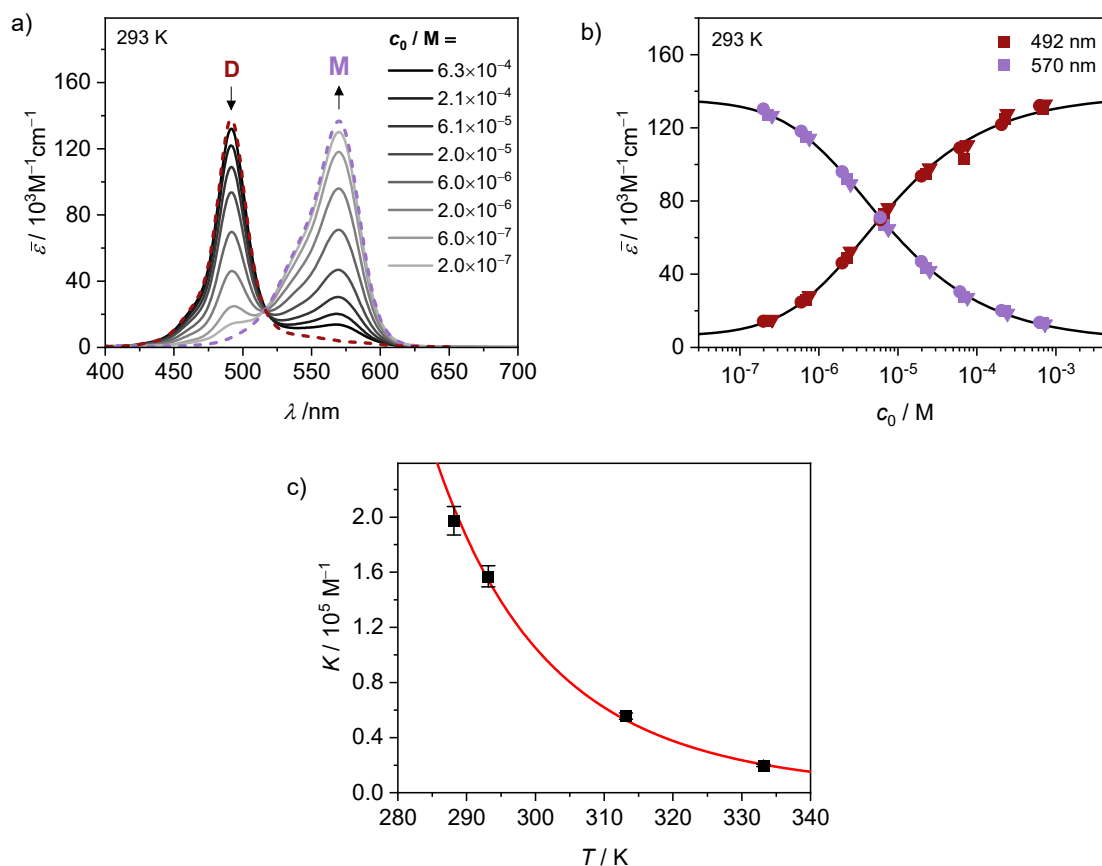 a)
293 K
D
M
c₀ / M =
6.3×10⁻⁴
2.1×10⁻⁴
6.1×10⁻⁵
2.0×10⁻⁵
6.0×10⁻⁶
2.0×10⁻⁶
6.0×10⁻⁷
2.0×10⁻⁷
160
120
80
40
0
ε̄ / 10³M⁻¹cm⁻¹
400 450 500 550 600 650 700
λ /nm
b)
293 K
492 nm
570 nm
160
120
80
40
0
ε̄ / 10³M⁻¹cm⁻¹
10⁻⁷ 10⁻⁶ 10⁻⁵ 10⁻⁴ 10⁻³
c₀ / M
c)
2.0
1.6
1.2
0.8
0.4
0.0
K / 10⁵ M⁻¹
280 290 300 310 320 330 340
T / K